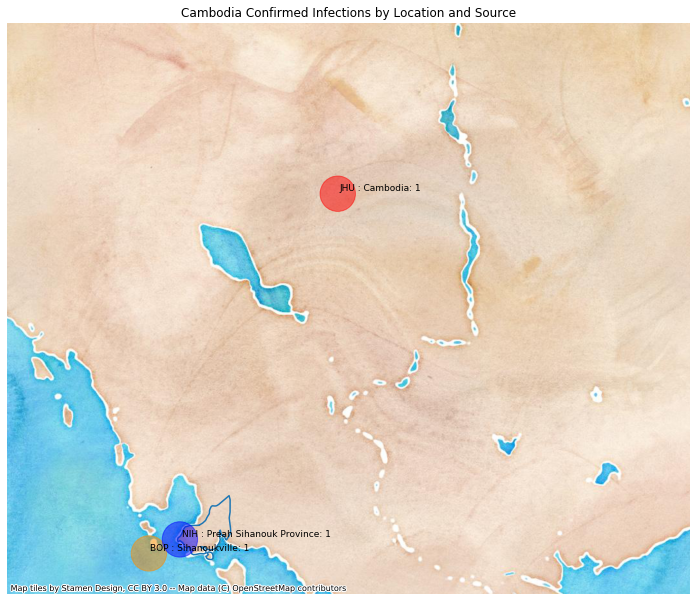 Cambodia Confirmed Infections by Location and Source
JHU : Cambodia: 1
NIH : Preah Sihanouk Province: 1
BOP : Sihanoukville: 1
Map tiles by Stamen Design, CC BY 3.0 -- Map data (C) OpenStreetMap contributors